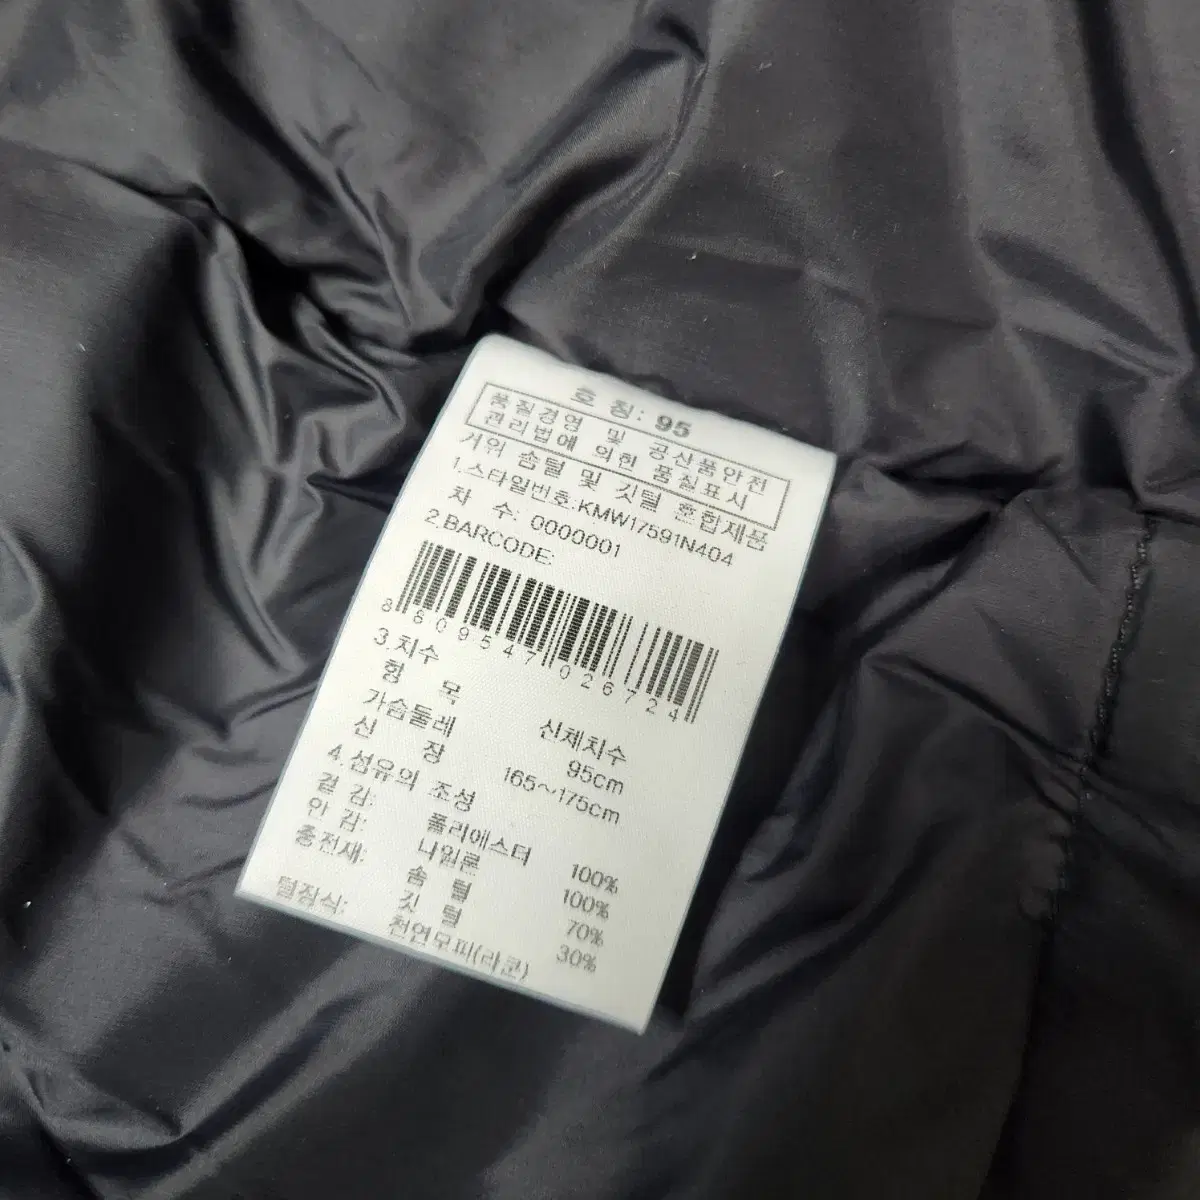 호 칭: 95
품질경영 및 공산품안전
관리법에 의한 품질표시
거위 솜털 및 깃털 혼합제품
1.스타일번호:KMW17591N404
차 수: 0000001
2.BARCODE:
8809547026724
3.치수
항 목 신체치수
가슴둘레 95cm
신 장 165~175cm
4.섬유의 조성
겉 감: 폴리에스터 100%
안 감: 나일론 100%
충전재: 솜 털 70%
깃 털 30%
털장식: 천연모피(라쿤)